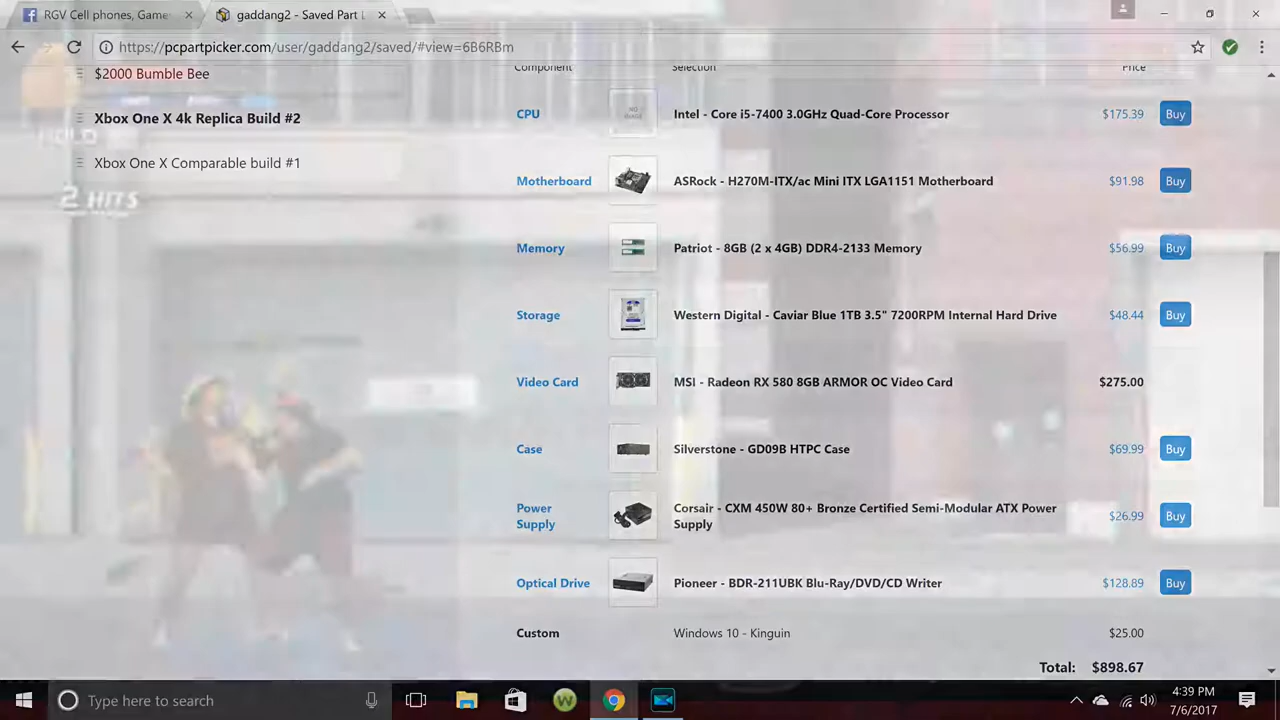 RGV Cell phones, Game
gaddang2 - Saved Part L
https://pcpartpicker.com/user/gaddang2/saved/#view=6B6RBm
$2000 Bumble Bee
Xbox One X 4k Replica Build #2
Xbox One X Comparable build #1
HOLD
2 HITS
Component Selection Price
CPU Intel - Core i5-7400 3.0GHz Quad-Core Processor $175.39 Buy
Motherboard ASRock - H270M-ITX/ac Mini ITX LGA1151 Motherboard $91.98 Buy
Memory Patriot - 8GB (2 x 4GB) DDR4-2133 Memory $56.99 Buy
Storage Western Digital - Caviar Blue 1TB 3.5" 7200RPM Internal Hard Drive $48.44 Buy
Video Card MSI - Radeon RX 580 8GB ARMOR OC Video Card $275.00
Case Silverstone - GD09B HTPC Case $69.99 Buy
Power Supply Corsair - CXM 450W 80+ Bronze Certified Semi-Modular ATX Power Supply $26.99 Buy
Optical Drive Pioneer - BDR-211UBK Blu-Ray/DVD/CD Writer $128.89 Buy
Custom Windows 10 - Kinguin $25.00
Total: $898.67
Type here to search
4:39 PM
7/6/2017